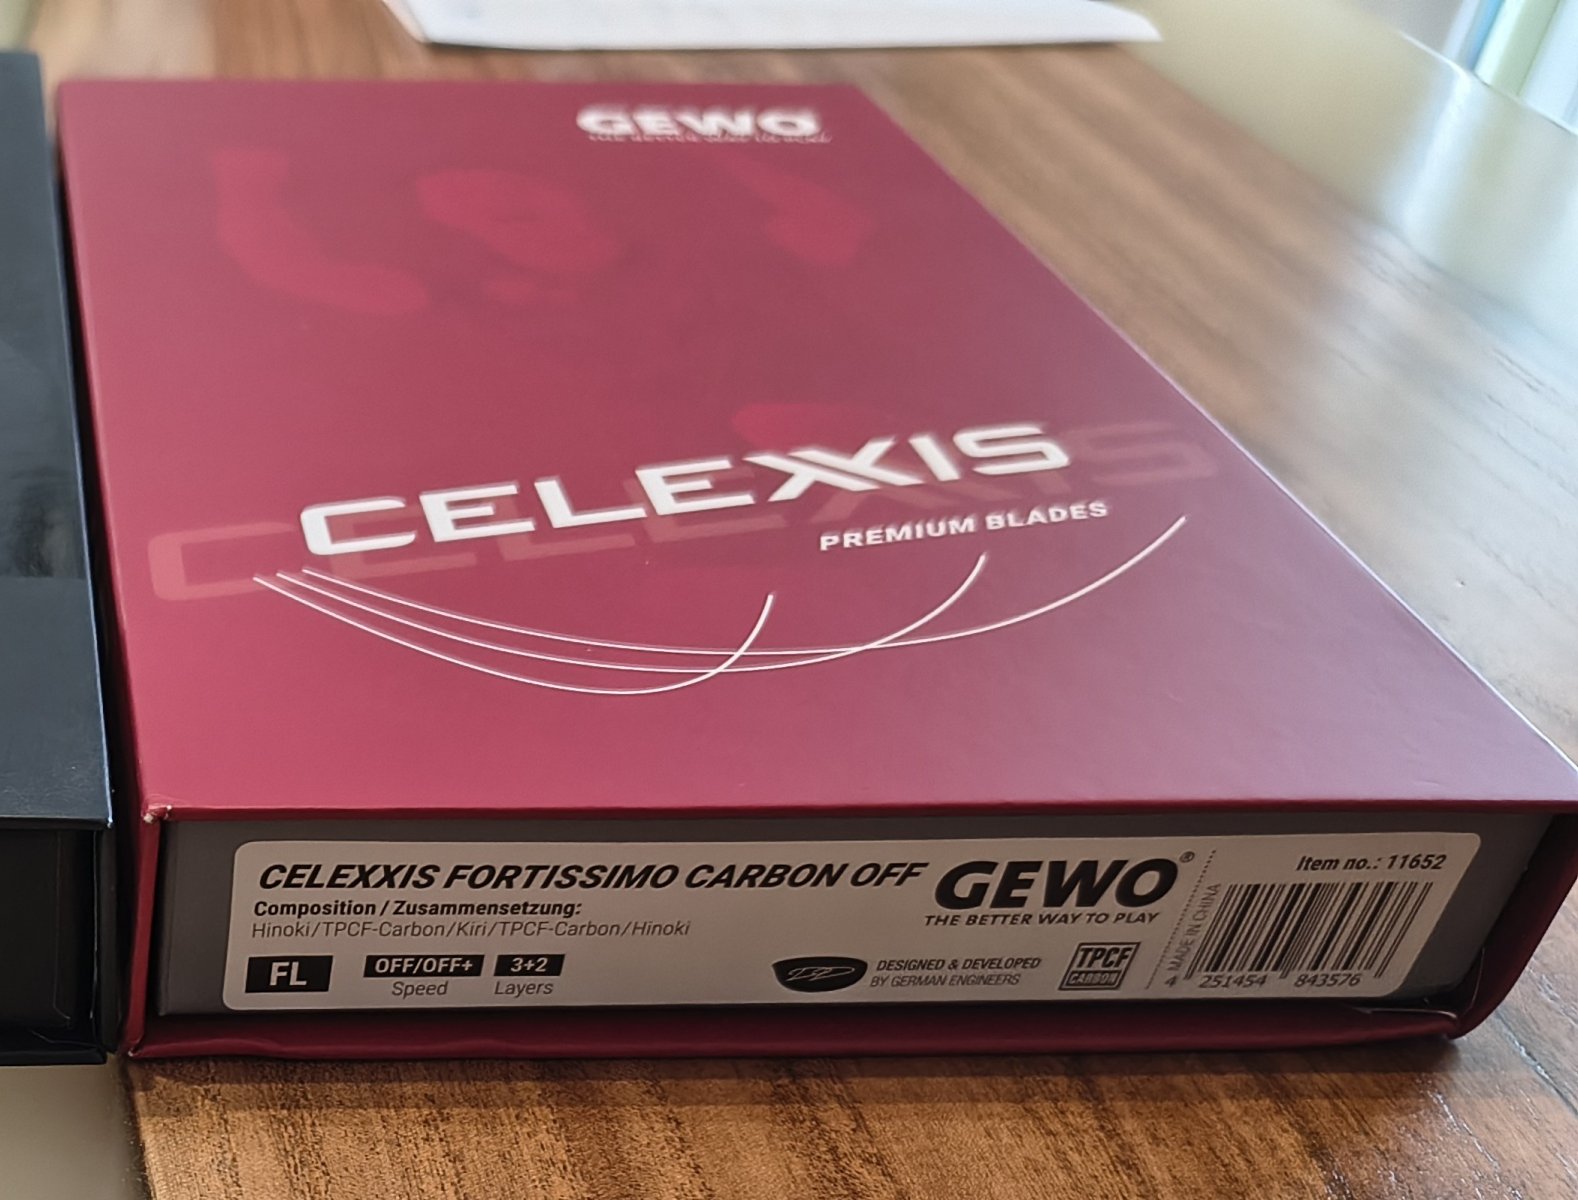 GEWO
CELEXXIS
PREMIUM BLADES
CELEXXIS FORTISSIMO CARBON OFF
Composition / Zusammensetzung:
Hinoki/TPCF-Carbon/Kiri/TPCF-Carbon/Hinoki
FL
OFF/OFF+
Speed
3+2
Layers
DESIGNED & DEVELOPED
BY GERMAN ENGINEERS
GEWO®
THE BETTER WAY TO PLAY
TPCF
CARBON
MADE IN CHINA
Item no.: 11652
4 251454 843576